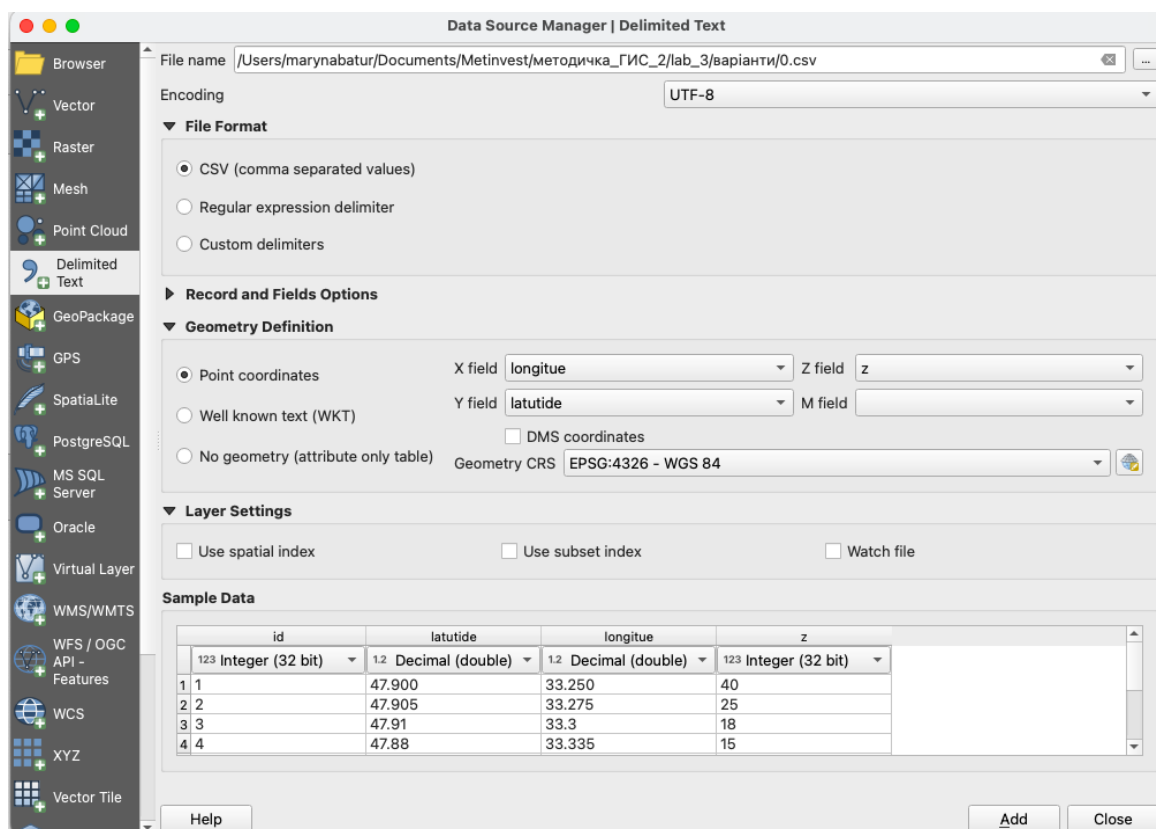 Data Source Manager | Delimited Text
Browser
Vector
Raster
Mesh
Point Cloud
Delimited
Text
GeoPackage
GPS
SpatiaLite
PostgreSQL
MS SQL
Server
Oracle
Virtual Layer
WMS/WMTS
WFS / OGC
API -
Features
WCS
XYZ
Vector Tile
File name /Users/marynabatur/Documents/Metinvest/методичка_ГИС_2/lab_3/варіанти/0.csv ...
Encoding UTF-8
File Format
CSV (comma separated values)
Regular expression delimiter
Custom delimiters
Record and Fields Options
Geometry Definition
Point coordinates X field longitue Z field z
Well known text (WKT) Y field latutide M field
DMS coordinates
No geometry (attribute only table) Geometry CRS EPSG:4326 - WGS 84
Layer Settings
Use spatial index Use subset index Watch file
Sample Data
id latutide longitue z
123 Integer (32 bit) 1.2 Decimal (double) 1.2 Decimal (double) 123 Integer (32 bit)
1 1 47.900 33.250 40
2 2 47.905 33.275 25
3 3 47.91 33.3 18
4 4 47.88 33.335 15
Help Add Close